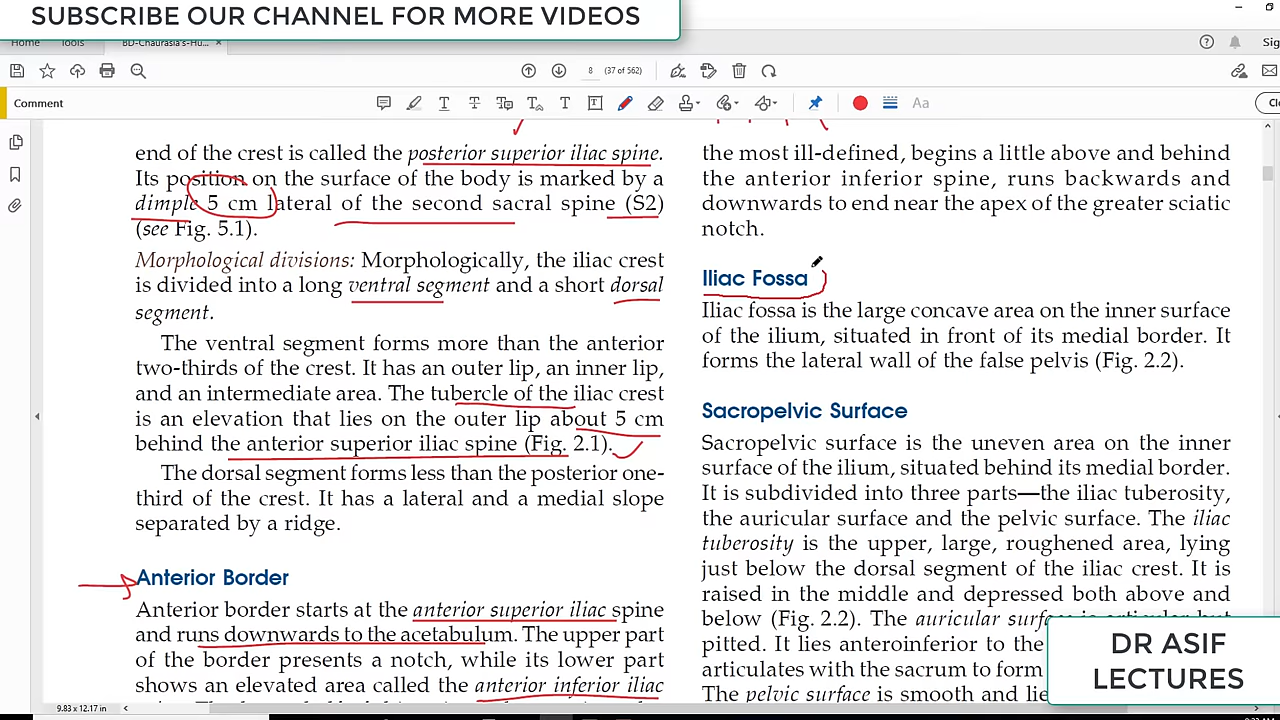 SUBSCRIBE OUR CHANNEL FOR MORE VIDEOS
Home Tools BD-Chaurasia's-Hu... ×
8 (37 of 562)
Comment
Aa
end of the crest is called the posterior superior iliac spine.
Its position on the surface of the body is marked by a
dimple 5 cm lateral of the second sacral spine (S2)
(see Fig. 5.1).
Morphological divisions: Morphologically, the iliac crest
is divided into a long ventral segment and a short dorsal
segment.
The ventral segment forms more than the anterior
two-thirds of the crest. It has an outer lip, an inner lip,
and an intermediate area. The tubercle of the iliac crest
is an elevation that lies on the outer lip about 5 cm
behind the anterior superior iliac spine (Fig. 2.1).
The dorsal segment forms less than the posterior one-
third of the crest. It has a lateral and a medial slope
separated by a ridge.
Anterior Border
Anterior border starts at the anterior superior iliac spine
and runs downwards to the acetabulum. The upper part
of the border presents a notch, while its lower part
shows an elevated area called the anterior inferior iliac
the most ill-defined, begins a little above and behind
the anterior inferior spine, runs backwards and
downwards to end near the apex of the greater sciatic
notch.
Iliac Fossa
Iliac fossa is the large concave area on the inner surface
of the ilium, situated in front of its medial border. It
forms the lateral wall of the false pelvis (Fig. 2.2).
Sacropelvic Surface
Sacropelvic surface is the uneven area on the inner
surface of the ilium, situated behind its medial border.
It is subdivided into three parts—the iliac tuberosity,
the auricular surface and the pelvic surface. The iliac
tuberosity is the upper, large, roughened area, lying
just below the dorsal segment of the iliac crest. It is
raised in the middle and depressed both above and
below (Fig. 2.2). The auricular surface is articular but
pitted. It lies anteroinferior to the
articulates with the sacrum to form
The pelvic surface is smooth and
DR ASIF
LECTURES
9.83 x 12.17 in